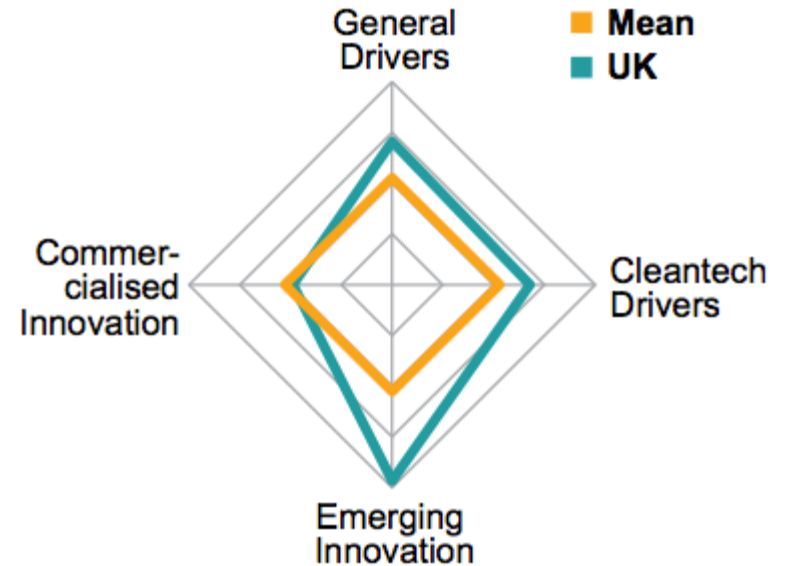 General
Drivers
Mean
UK
Commer-
cialised
Innovation
Cleantech
Drivers
Emerging
Innovation